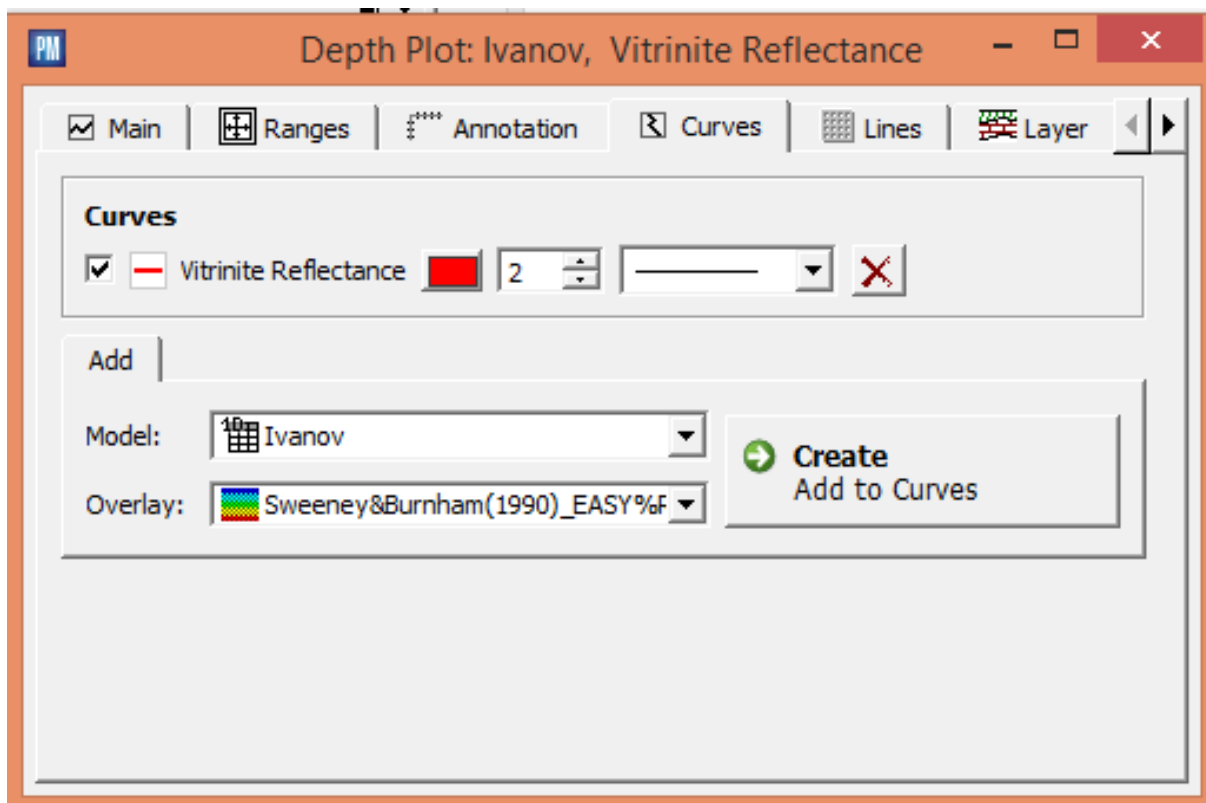 PM
Depth Plot: Ivanov, Vitrinite Reflectance
Main Ranges Annotation Curves Lines Layer
Curves
Vitrinite Reflectance 2
Add
Model: 1D Ivanov
Create
Add to Curves
Overlay: Sweeney&Burnham(1990)_EASY%